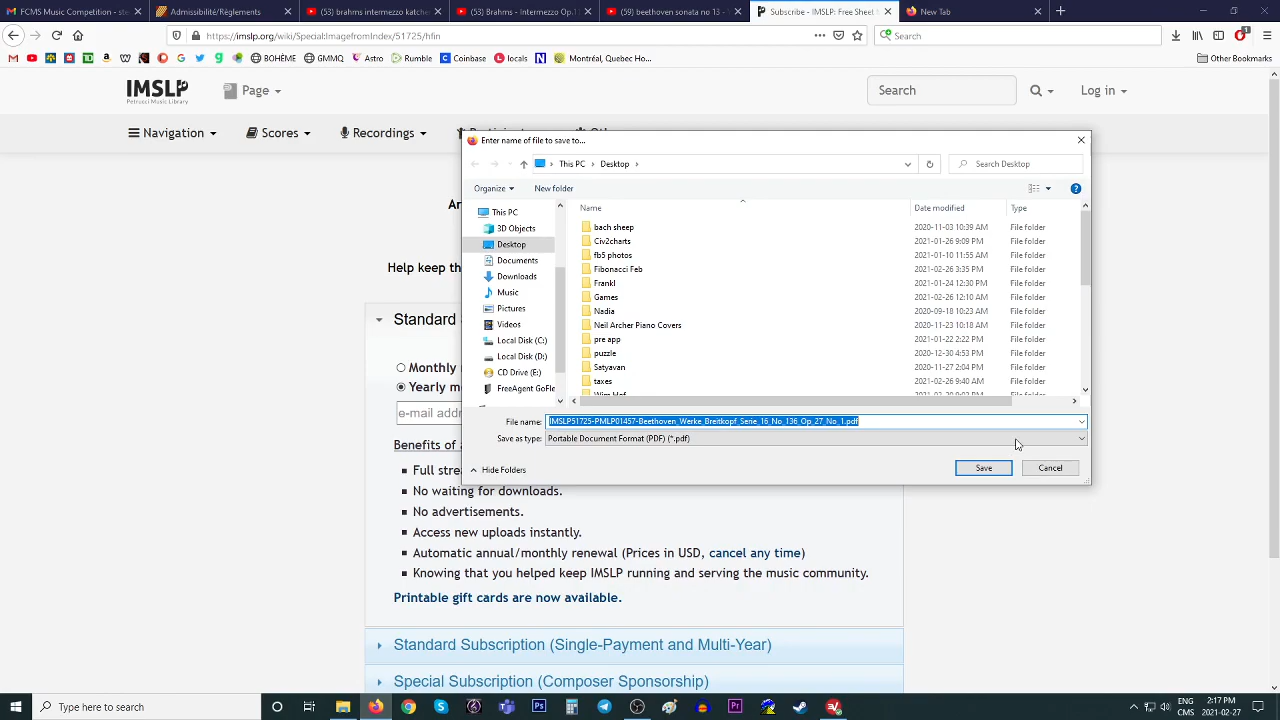 FCMS Music Competition - ste
Admissibilité/Règlements
(53) brahms intermezzo katche
(53) Brahms - Intermezzo Op.11
(59) beethoven sonata no 13 -
Subscribe - IMSLP: Free Sheet
New Tab
https://imslp.org/wiki/Special:ImagefromIndex/51725/hfin
Search
BOHÈME
GMMQ
Astro
Rumble
Coinbase
locals
Montréal, Quebec Ho...
Other Bookmarks
IMSLP
Petrucci Music Library
Page
Search
Log in
Navigation
Scores
Recordings
Enter name of file to save to...
This PC
Desktop
Search Desktop
Organize
New folder
Name
Date modified
Type
This PC
3D Objects
Desktop
Documents
Downloads
Music
Pictures
Videos
Local Disk (C:)
Local Disk (D:)
CD Drive (E:)
FreeAgent GoFle
bach sheep 2020-11-03 10:39 AM File folder
Civ2charts 2021-01-26 9:09 PM File folder
fb5 photos 2021-01-10 11:55 AM File folder
Fibonacci Feb 2021-02-26 3:35 PM File folder
Frankl 2021-01-24 12:30 PM File folder
Games 2021-02-26 12:10 AM File folder
Nadia 2020-09-18 10:23 AM File folder
Neil Archer Piano Covers 2020-11-23 10:18 AM File folder
pre app 2021-01-22 2:22 PM File folder
puzzle 2020-12-30 4:53 PM File folder
Satyavan 2020-11-27 2:04 PM File folder
taxes 2021-02-26 9:40 AM File folder
File name: IMSLP51725-PMLP01457-Beethoven_Werke_Breitkopf_Serie_16_No_136_Op_27_No_1.pdf
Save as type: Portable Document Format (PDF) (*.pdf)
Hide Folders
Save
Cancel
Ar
Help keep th
Standard S
Monthly
Yearly m
e-mail addr
Benefits of a
Full strea
No waiting for downloads.
No advertisements.
Access new uploads instantly.
Automatic annual/monthly renewal (Prices in USD, cancel any time)
Knowing that you helped keep IMSLP running and serving the music community.
Printable gift cards are now available.
Standard Subscription (Single-Payment and Multi-Year)
Special Subscription (Composer Sponsorship)
Type here to search
ENG
CMS
2:17 PM
2021-02-27